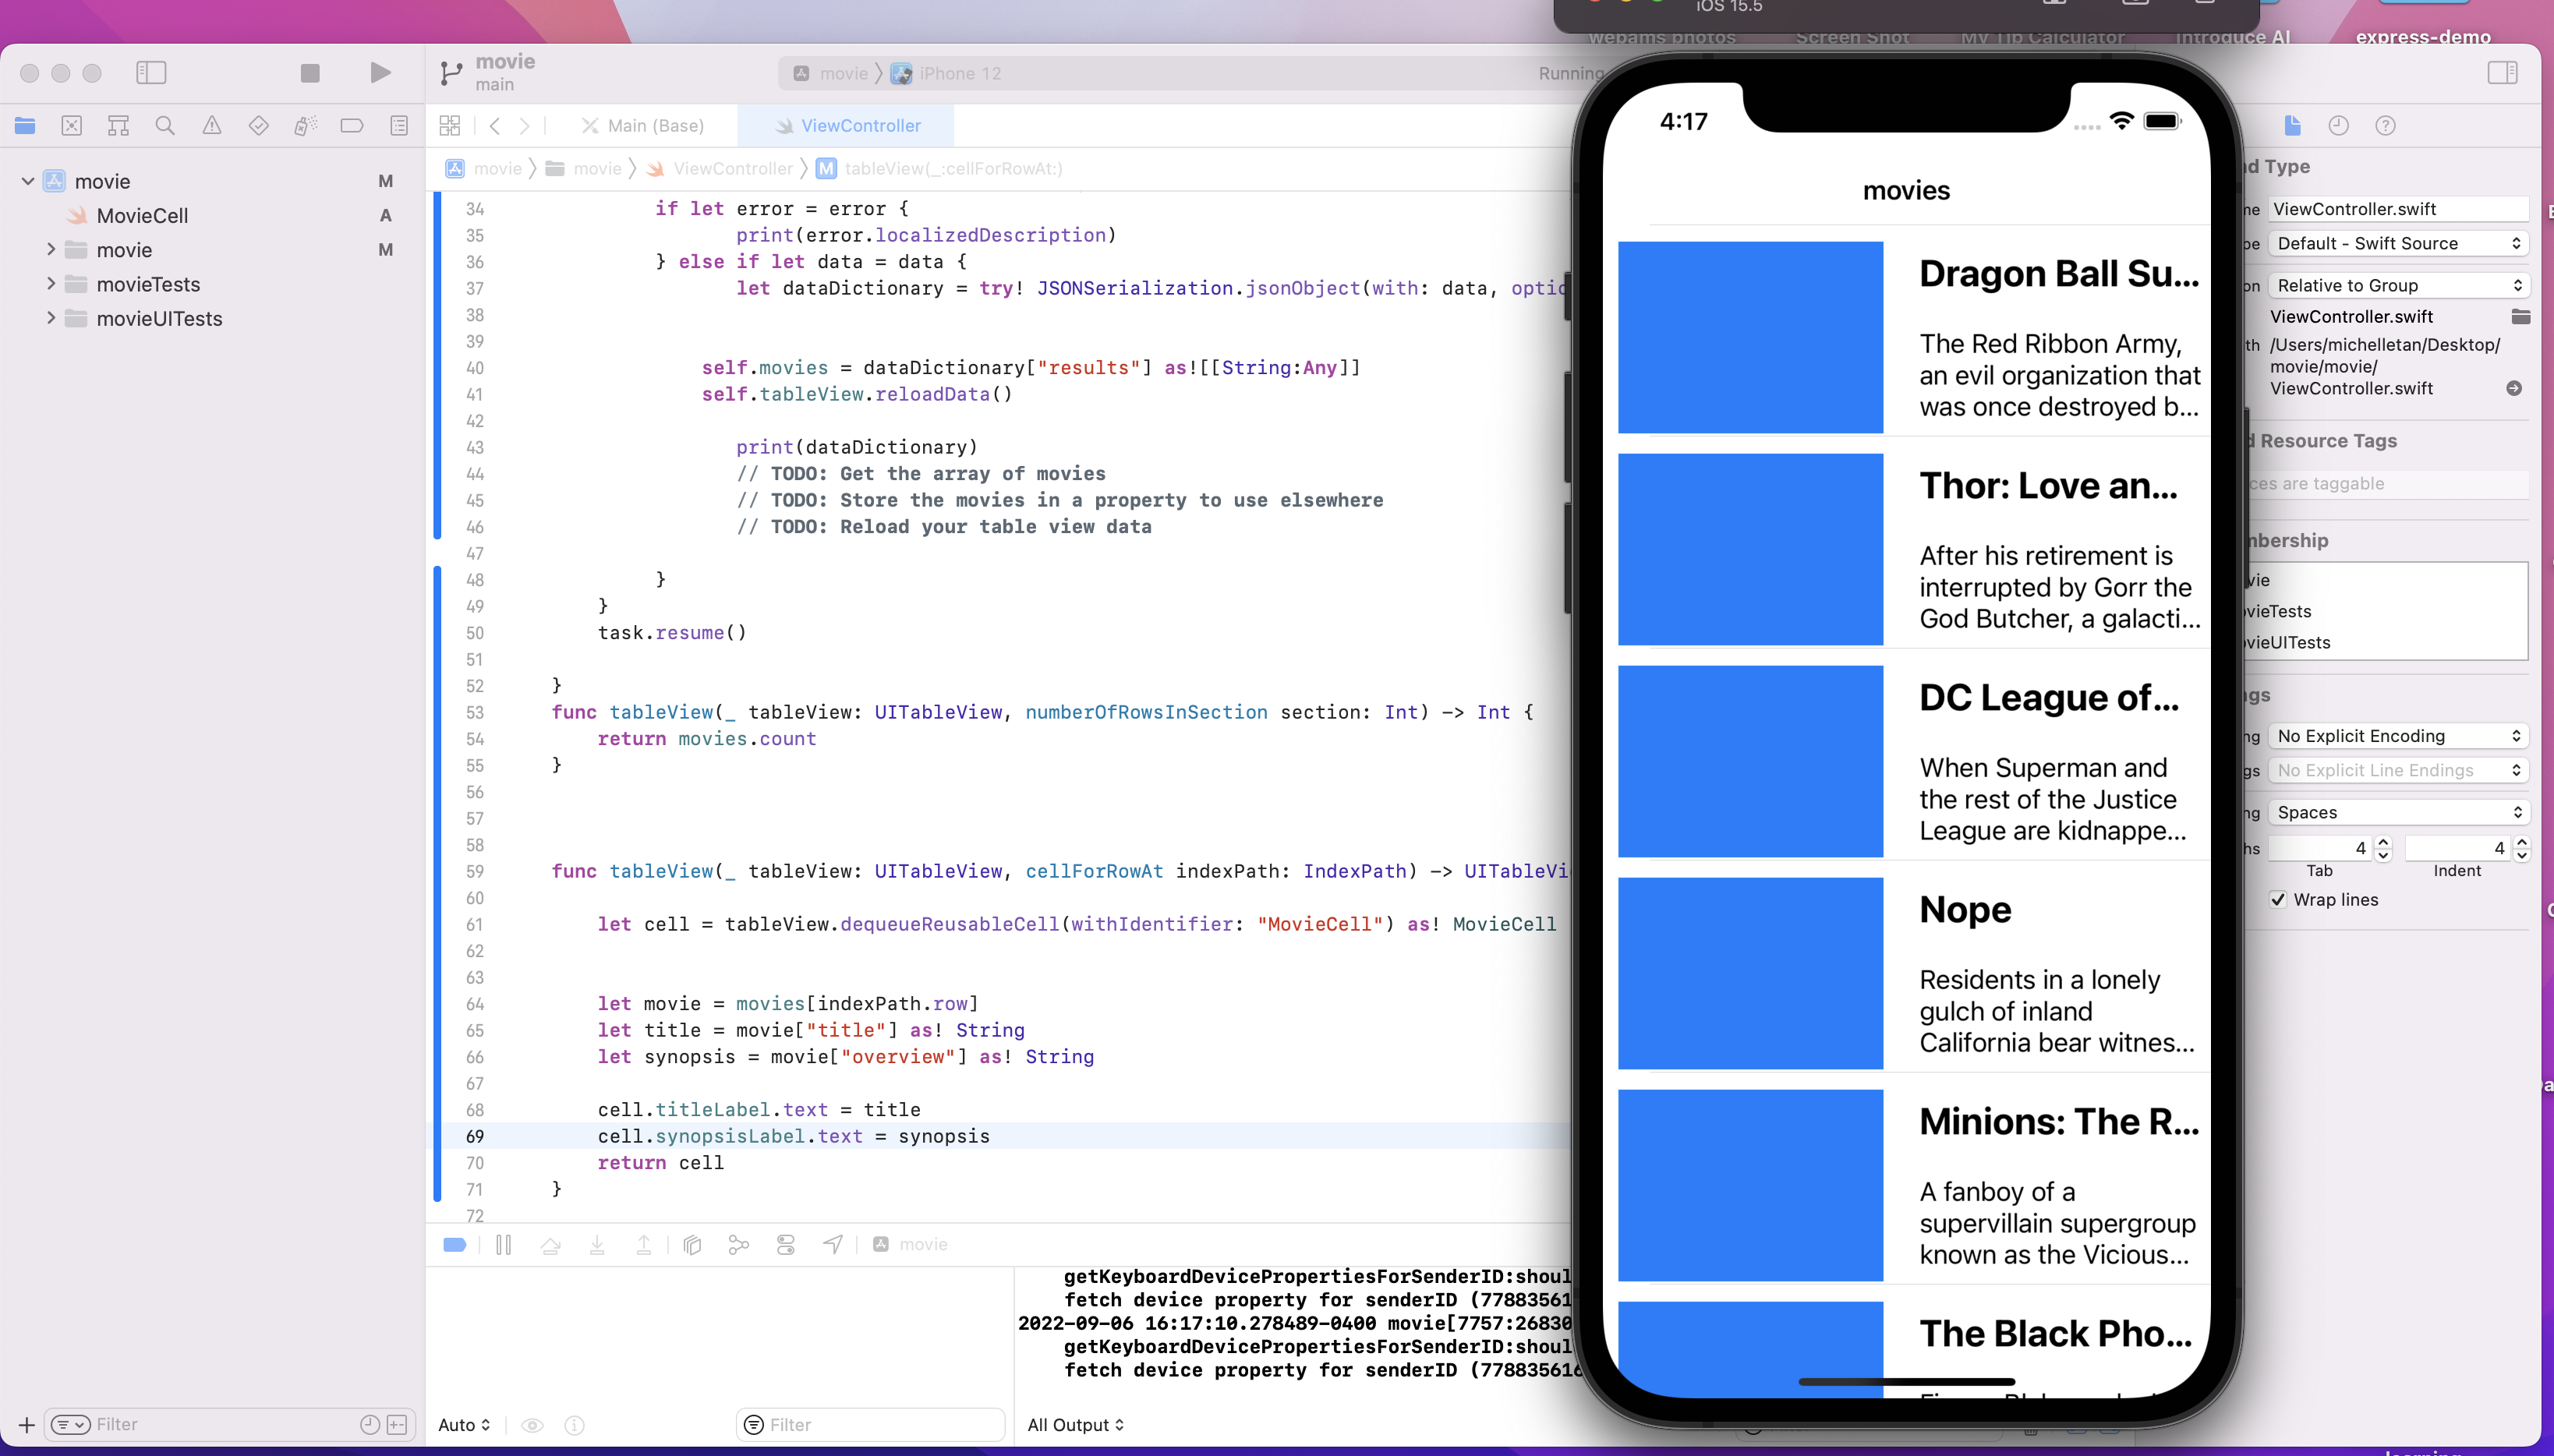 iOS 15.5
webams photos
Screen Shot
MV Tip Calculator
Introduce AI
express-demo
movie
main
movie
iPhone 12
Running
Main (Base)
ViewController
movie
movie
ViewController
M
tableView(_:cellForRowAt:)
movie M
MovieCell A
movie M
movieTests
movieUITests
34 if let error = error {
35 print(error.localizedDescription)
36 } else if let data = data {
37 let dataDictionary = try! JSONSerialization.jsonObject(with: data, optio
38
39
40 self.movies = dataDictionary["results"] as![[String:Any]]
41 self.tableView.reloadData()
42
43 print(dataDictionary)
44 // TODO: Get the array of movies
45 // TODO: Store the movies in a property to use elsewhere
46 // TODO: Reload your table view data
47
48 }
49 }
50 task.resume()
51
52 }
53 func tableView(_ tableView: UITableView, numberOfRowsInSection section: Int) -> Int {
54 return movies.count
55 }
56
57
58
59 func tableView(_ tableView: UITableView, cellForRowAt indexPath: IndexPath) -> UITableVi
60
61 let cell = tableView.dequeueReusableCell(withIdentifier: "MovieCell") as! MovieCell
62
63
64 let movie = movies[indexPath.row]
65 let title = movie["title"] as! String
66 let synopsis = movie["overview"] as! String
67
68 cell.titleLabel.text = title
69 cell.synopsisLabel.text = synopsis
70 return cell
71 }
72
movie
getKeyboardDevicePropertiesForSenderID:shoul
fetch device property for senderID (77883561
2022-09-06 16:17:10.278489-0400 movie[7757:26830
getKeyboardDevicePropertiesForSenderID:shoul
fetch device property for senderID (778835616
Filter
Auto
Filter
All Output
4:17
movies
Dragon Ball Su...
The Red Ribbon Army,
an evil organization that
was once destroyed b...
Thor: Love an...
After his retirement is
interrupted by Gorr the
God Butcher, a galacti...
DC League of...
When Superman and
the rest of the Justice
League are kidnappe...
Nope
Residents in a lonely
gulch of inland
California bear witnes...
Minions: The R...
A fanboy of a
supervillain supergroup
known as the Vicious...
The Black Pho...
d Type
me ViewController.swift
pe Default - Swift Source
on Relative to Group
ViewController.swift
th /Users/michelletan/Desktop/
movie/movie/
ViewController.swift
d Resource Tags
ces are taggable
mbership
vie
ovieTests
ovieUITests
ngs
ng No Explicit Encoding
gs No Explicit Line Endings
ng Spaces
hs 4 4
Tab Indent
Wrap lines
learning